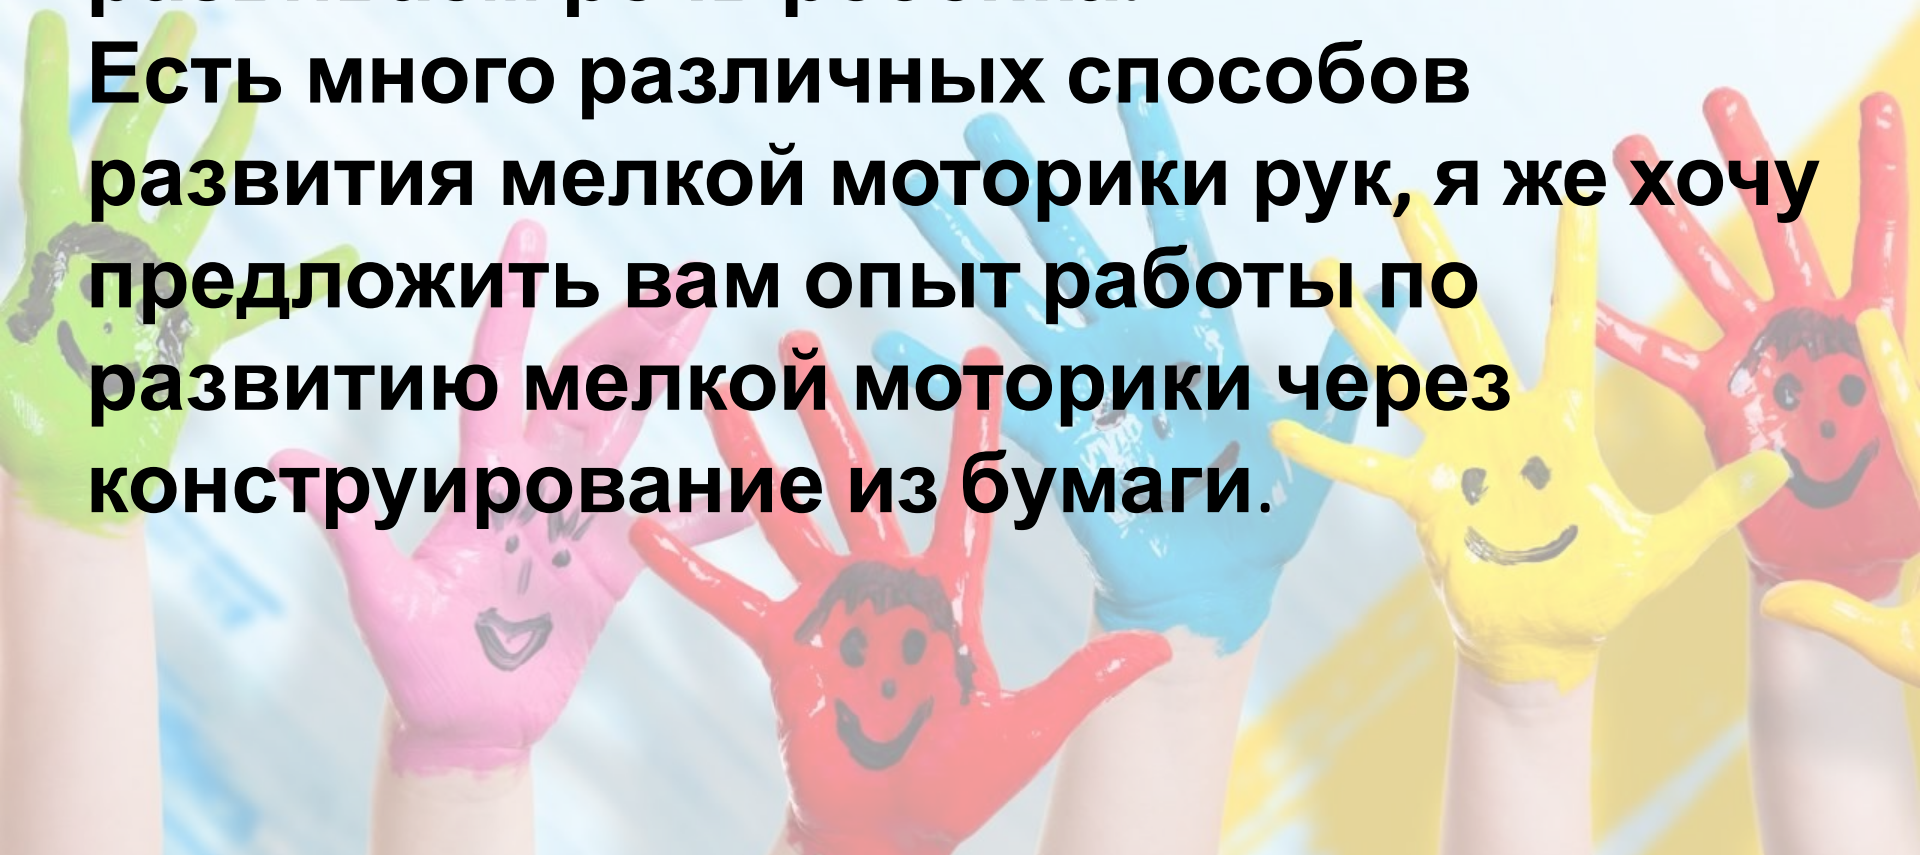 Есть много различных способов
развития мелкой моторики рук, я же хочу
предложить вам опыт работы по
развитию мелкой моторики через
конструирование из бумаги.